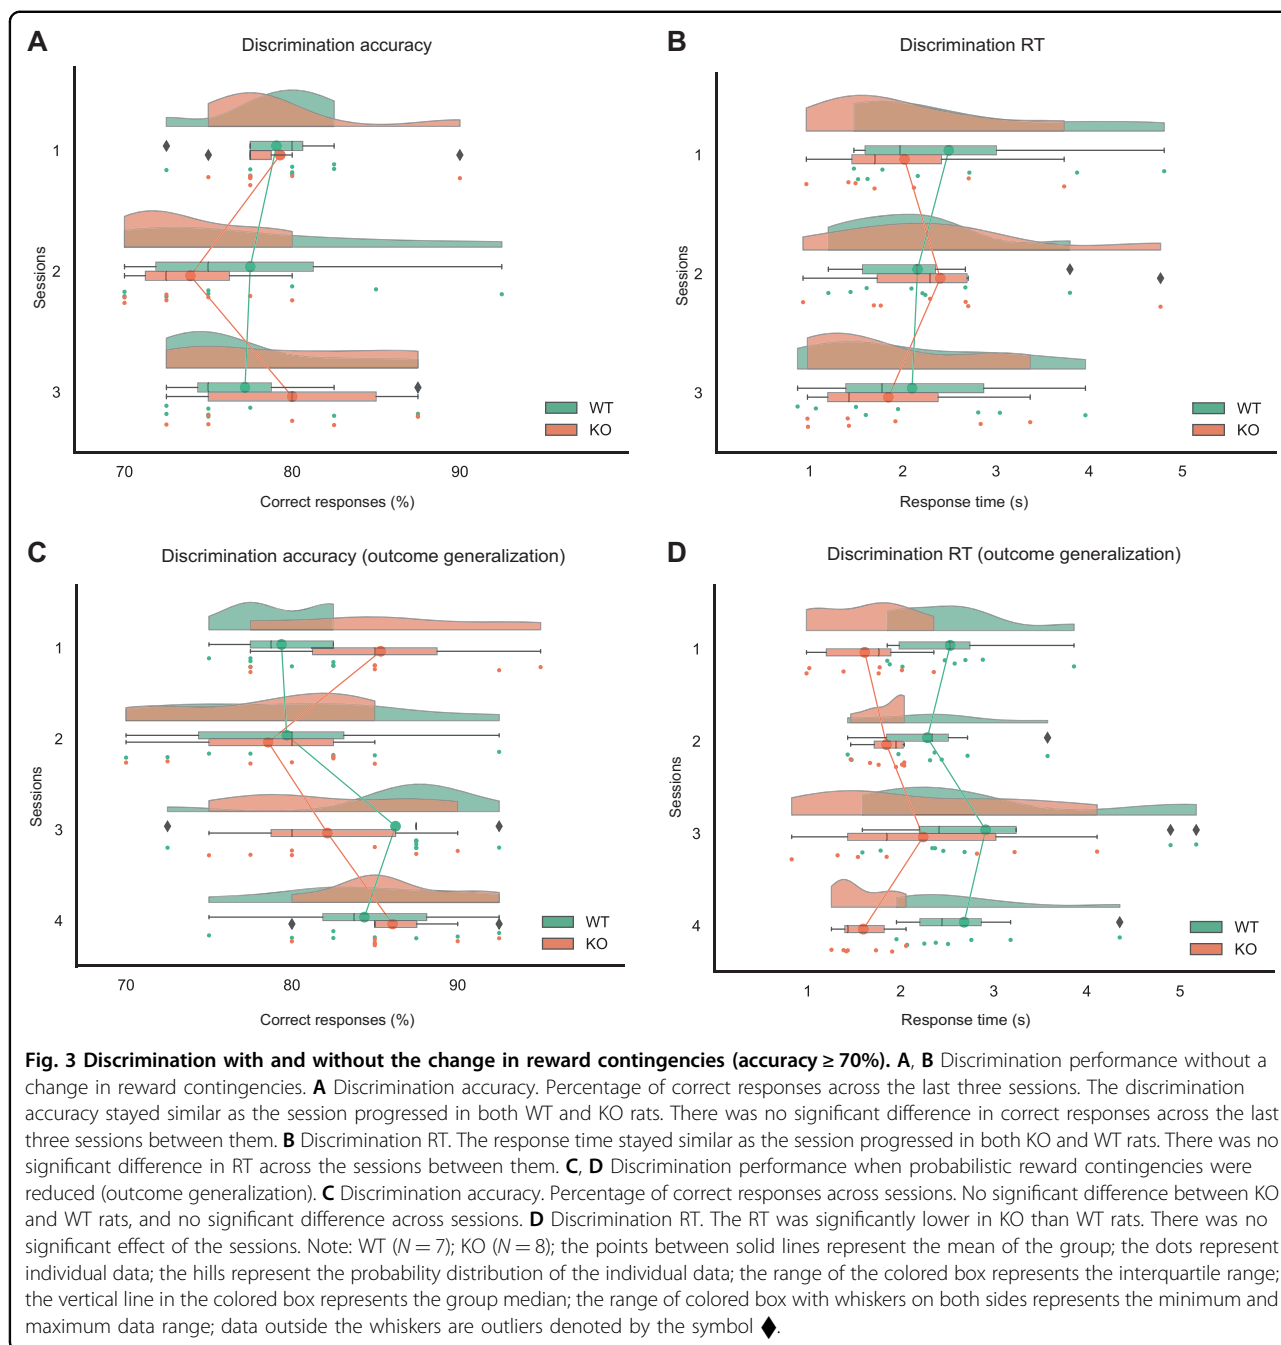 A
Discrimination accuracy
1
2
3
Sessions
WT
KO
70 80 90
Correct responses (%)
B
Discrimination RT
1
2
3
Sessions
WT
KO
1 2 3 4 5
Response time (s)
C
Discrimination accuracy (outcome generalization)
1
2
3
4
Sessions
WT
KO
70 80 90
Correct responses (%)
D
Discrimination RT (outcome generalization)
1
2
3
4
Sessions
WT
KO
1 2 3 4 5
Response time (s)
Fig. 3 Discrimination with and without the change in reward contingencies (accuracy ≥ 70%). A, B Discrimination performance without a
change in reward contingencies. A Discrimination accuracy. Percentage of correct responses across the last three sessions. The discrimination
accuracy stayed similar as the session progressed in both WT and KO rats. There was no significant difference in correct responses across the last
three sessions between them. B Discrimination RT. The response time stayed similar as the session progressed in both KO and WT rats. There was no
significant difference in RT across the sessions between them. C, D Discrimination performance when probabilistic reward contingencies were
reduced (outcome generalization). C Discrimination accuracy. Percentage of correct responses across sessions. No significant difference between KO
and WT rats, and no significant difference across sessions. D Discrimination RT. The RT was significantly lower in KO than WT rats. There was no
significant effect of the sessions. Note: WT (N = 7); KO (N = 8); the points between solid lines represent the mean of the group; the dots represent
individual data; the hills represent the probability distribution of the individual data; the range of the colored box represents the interquartile range;
the vertical line in the colored box represents the group median; the range of colored box with whiskers on both sides represents the minimum and
maximum data range; data outside the whiskers are outliers denoted by the symbol ♦.